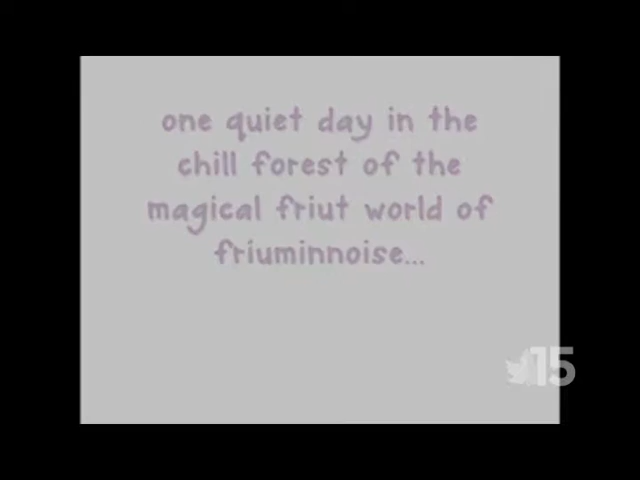 one quiet day in the
chill forest of the
magical friut world of
friuminnoise...
15